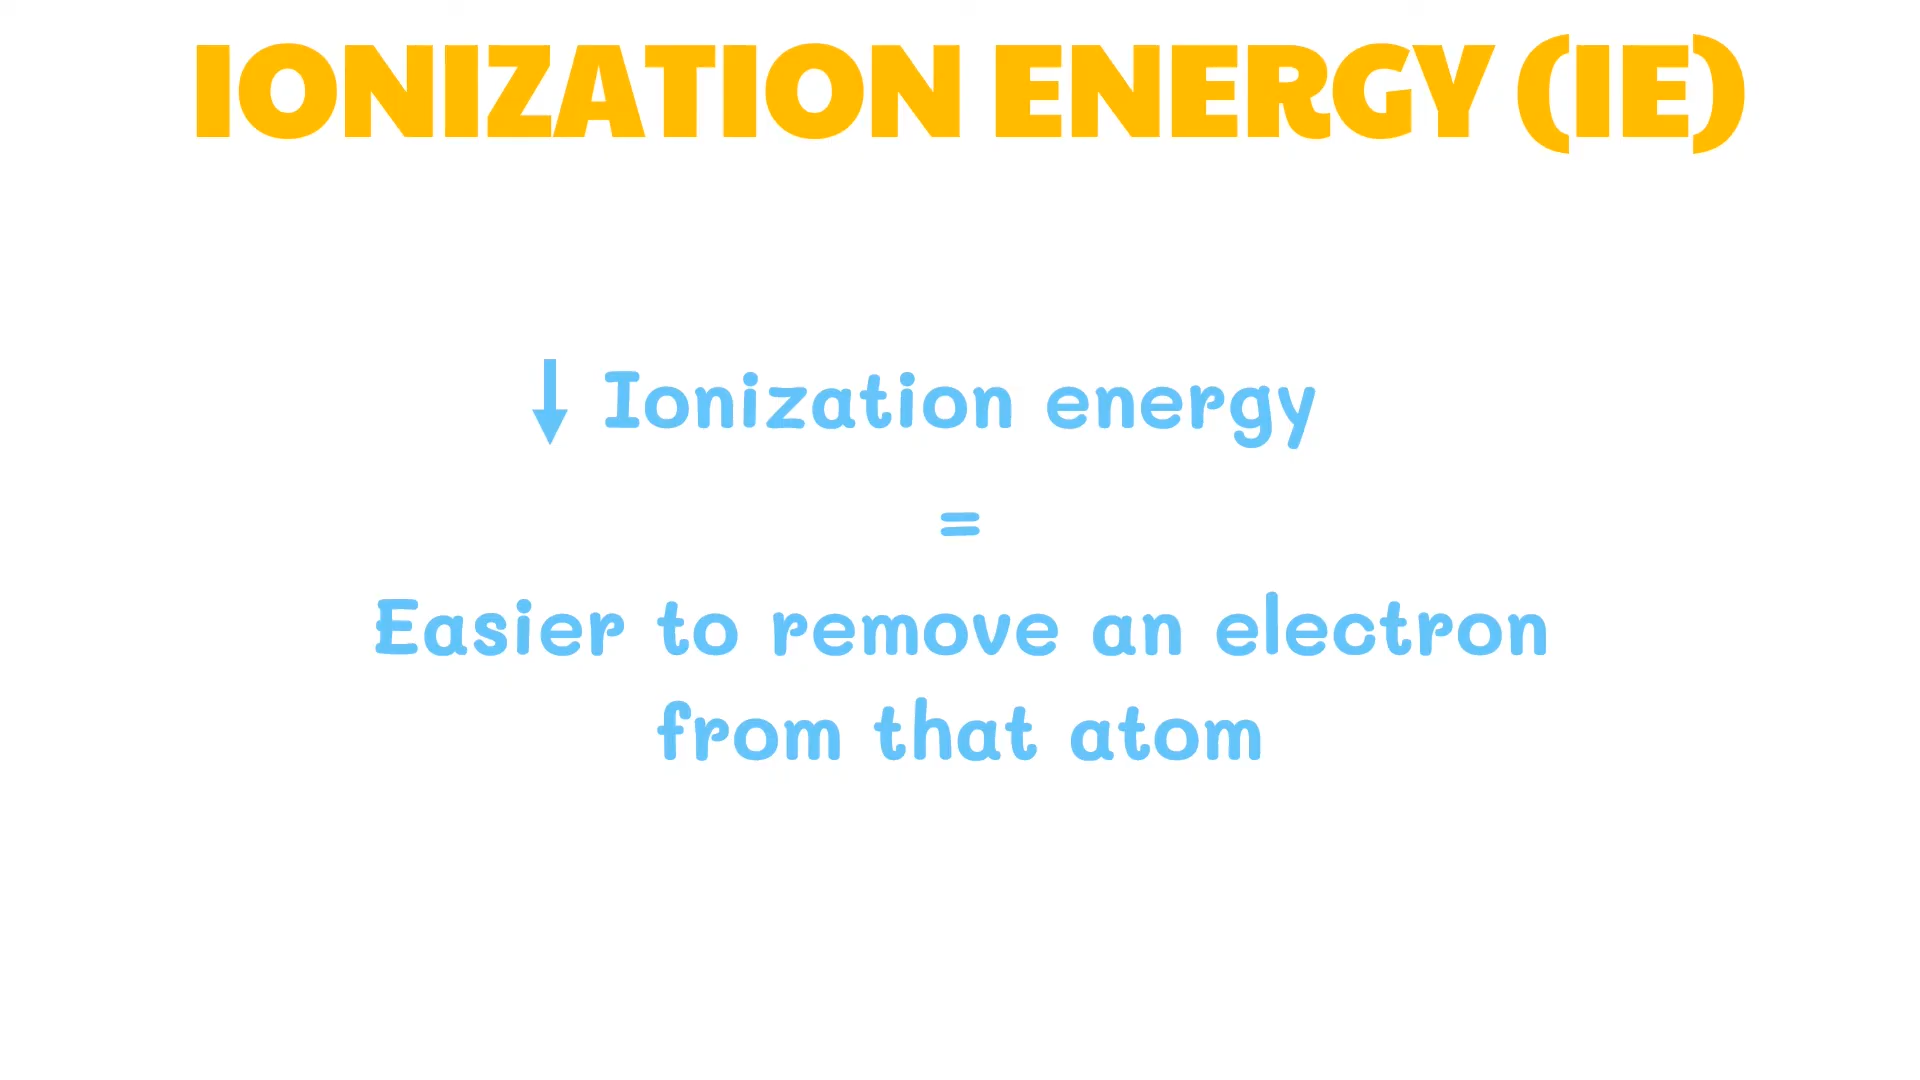 IONIZATION ENERGY (IE)
↓ Ionization energy
=
Easier to remove an electron
from that atom